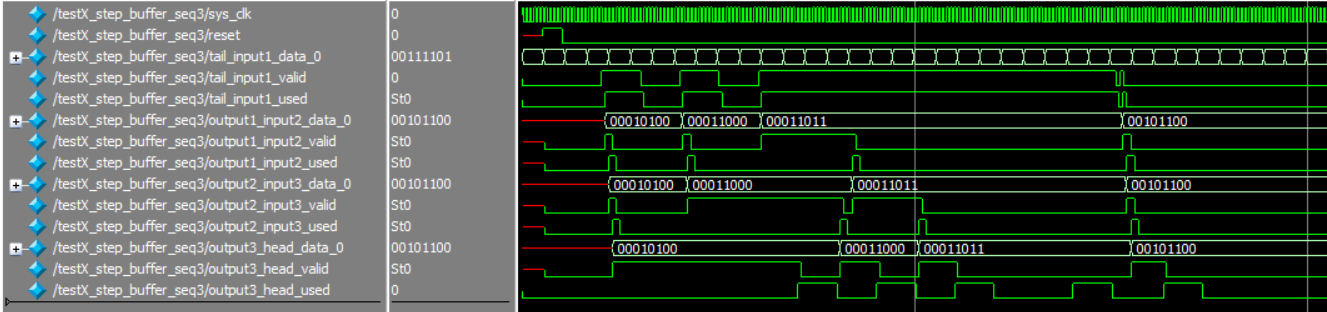 /testX_step_buffer_seq3/sys_clk 0
/testX_step_buffer_seq3/reset 0
/testX_step_buffer_seq3/tail_input1_data_0 00111101
/testX_step_buffer_seq3/tail_input1_valid 0
/testX_step_buffer_seq3/tail_input1_used St0
/testX_step_buffer_seq3/output1_input2_data_0 00101100 00010100 00011000 00011011 00101100
/testX_step_buffer_seq3/output1_input2_valid St0
/testX_step_buffer_seq3/output1_input2_used St0
/testX_step_buffer_seq3/output2_input3_data_0 00101100 00010100 00011000 00011011 00101100
/testX_step_buffer_seq3/output2_input3_valid St0
/testX_step_buffer_seq3/output2_input3_used St0
/testX_step_buffer_seq3/output3_head_data_0 00101100 00010100 00011000 00011011 00101100
/testX_step_buffer_seq3/output3_head_valid St0
/testX_step_buffer_seq3/output3_head_used 0